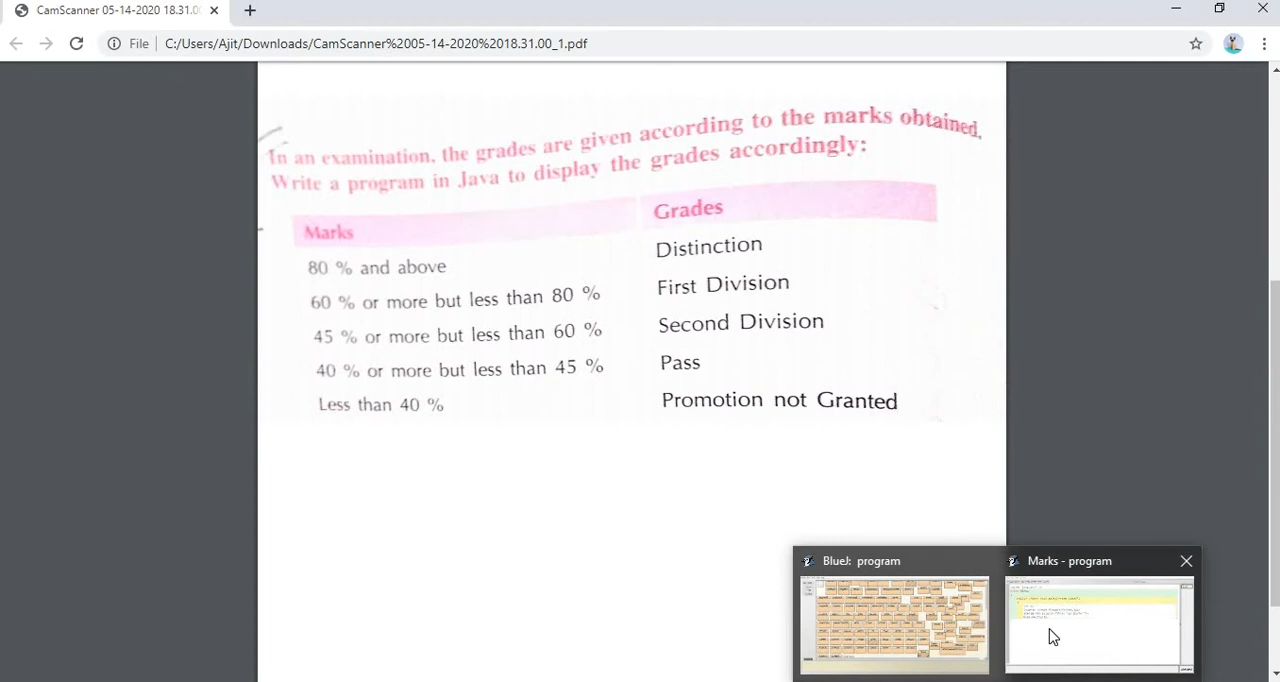 CamScanner 05-14-2020 18.31.0
File C:/Users/Ajit/Downloads/CamScanner%2005-14-2020%2018.31.00_1.pdf
In an examination, the grades are given according to the marks obtained.
Write a program in Java to display the grades accordingly:
Marks Grades
80 % and above Distinction
60 % or more but less than 80 % First Division
45 % or more but less than 60 % Second Division
40 % or more but less than 45 % Pass
Less than 40 % Promotion not Granted
BlueJ: program Marks - program